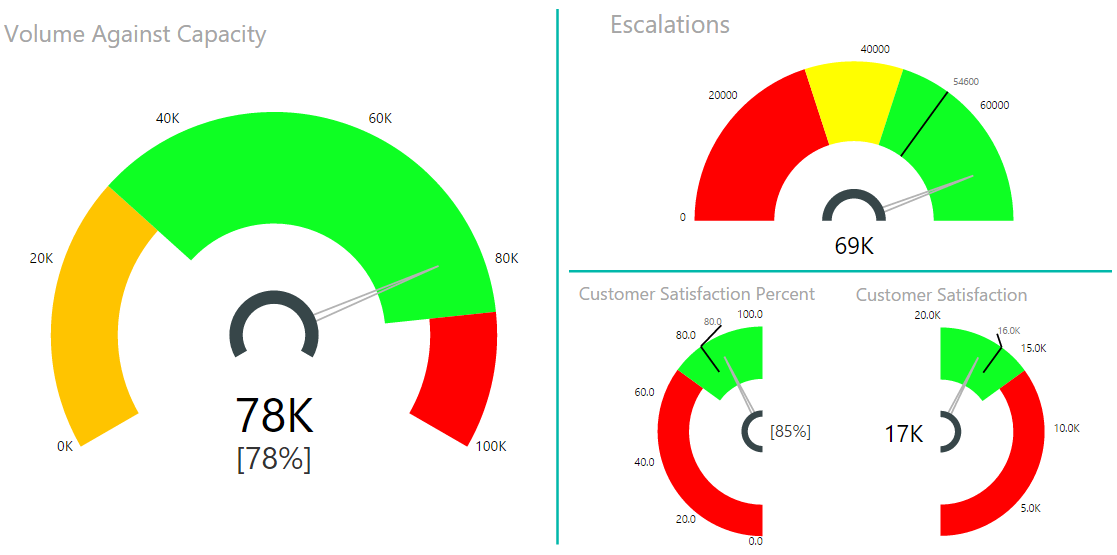 Volume Against Capacity
40K
60K
20K
80K
0K
100K
78K
[78%]
Escalations
40000
20000
54600
60000
0
69K
Customer Satisfaction Percent
100.0
80.0
80.0
60.0
[85%]
40.0
20.0
0.0
Customer Satisfaction
20.0K
16.0K
15.0K
10.0K
17K
5.0K